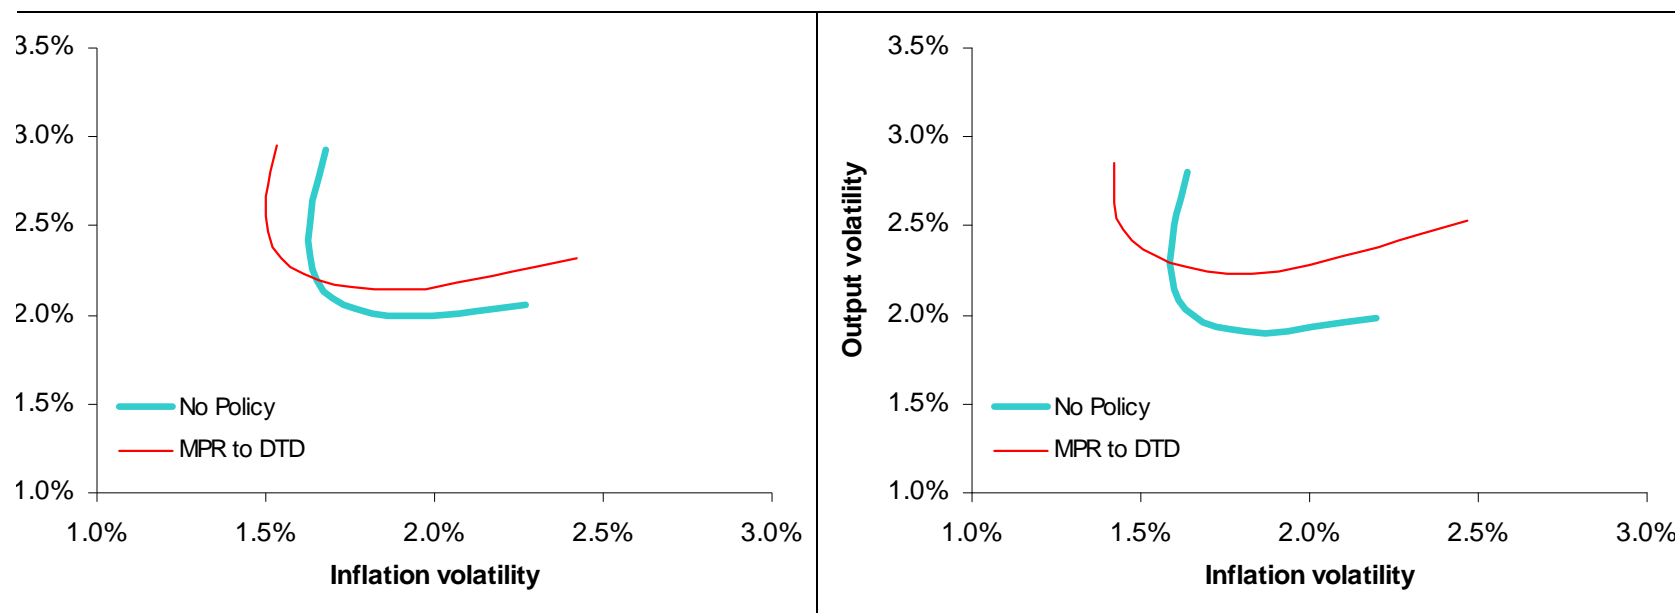 3.5%
3.0%
2.5%
2.0%
1.5%
1.0%
1.0% 1.5% 2.0% 2.5% 3.0%
Inflation volatility
No Policy
MPR to DTD
Output volatility
3.5%
3.0%
2.5%
2.0%
1.5%
1.0%
1.0% 1.5% 2.0% 2.5% 3.0%
Inflation volatility
No Policy
MPR to DTD